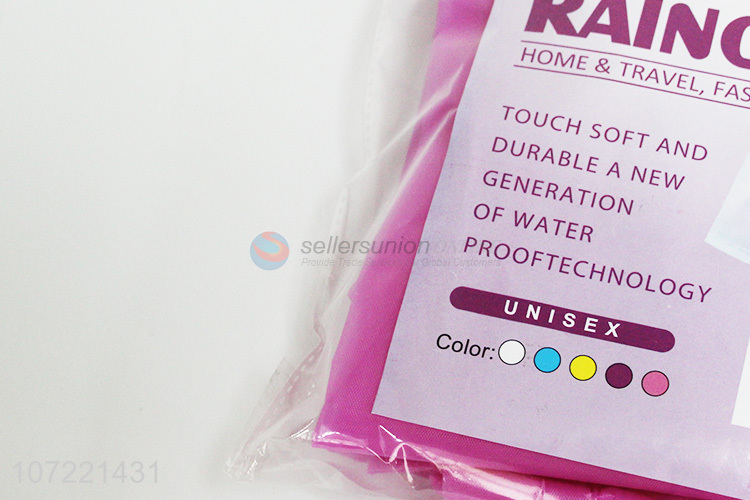 RAINC
HOME & TRAVEL, FAS
TOUCH SOFT AND
DURABLE A NEW
GENERATION
OF WATER
PROOFTECHNOLOGY
UNISEX
Color:
sellersunion
107221431